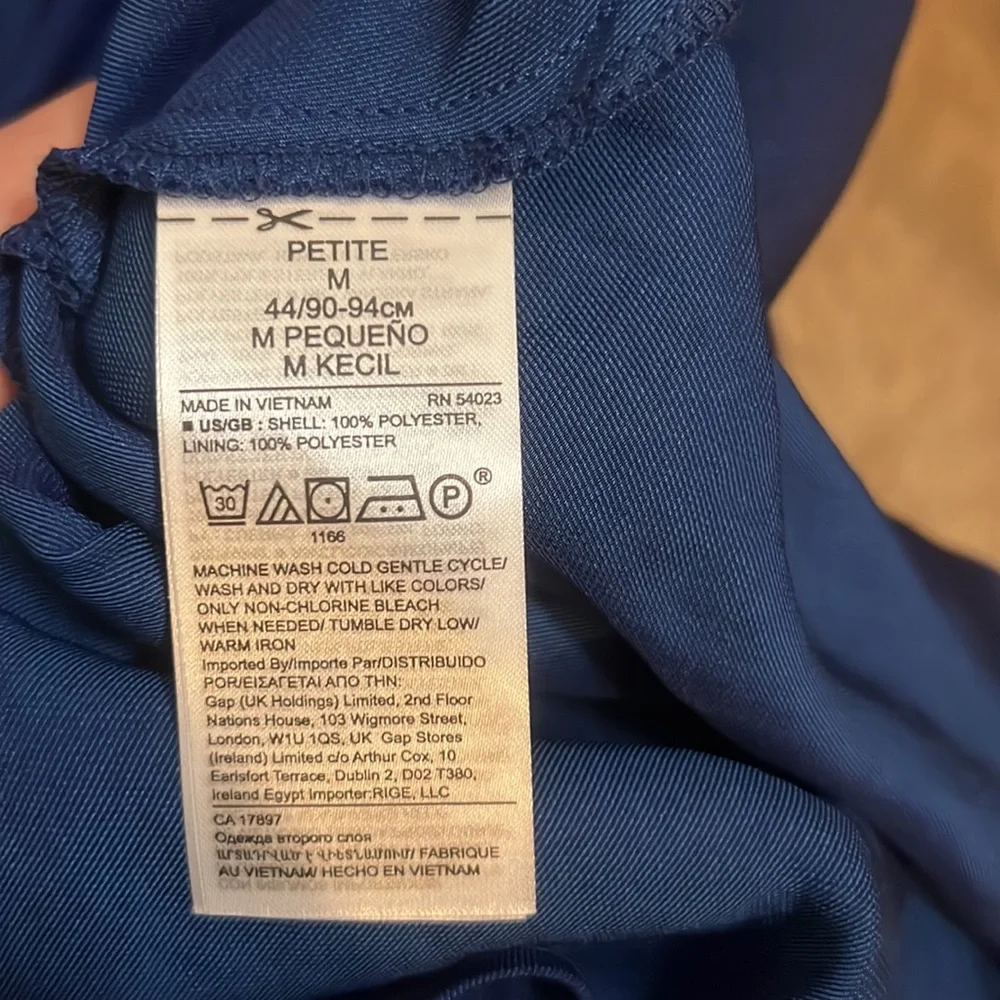 PETITE
M
44/90-94CM
M PEQUEÑO
M KECIL
MADE IN VIETNAM RN 54023
■ US/GB : SHELL: 100% POLYESTER,
LINING: 100% POLYESTER
30 P ®
1166
MACHINE WASH COLD GENTLE CYCLE/
WASH AND DRY WITH LIKE COLORS/
ONLY NON-CHLORINE BLEACH
WHEN NEEDED/ TUMBLE DRY LOW/
WARM IRON
Imported By/Importe Par/DISTRIBUIDO
POR/ΕΙΣΑΓΕΤΑΙ ΑΠΟ ΤΗΝ:
Gap (UK Holdings) Limited, 2nd Floor
Nations House, 103 Wigmore Street,
London, W1U 1QS, UK Gap Stores
(Ireland) Limited c/o Arthur Cox, 10
Earlsfort Terrace, Dublin 2, D02 T380,
Ireland Egypt Importer:RIGE, LLC
CA 17897
Одежда второго слоя
ԱՐՏԱԴՐՎԱԾ Է ՎԻԵՏՆԱՄՈՒՄ/ FABRIQUE
AU VIETNAM/ HECHO EN VIETNAM